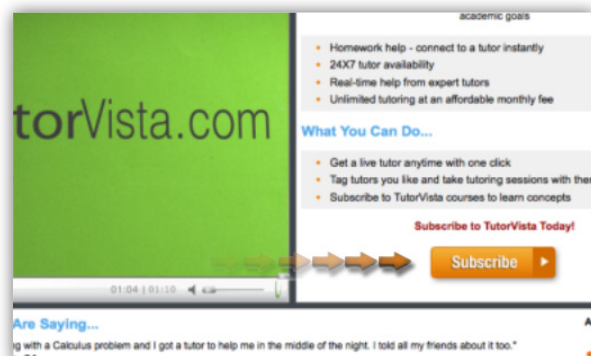 academic goals
Homework help - connect to a tutor instantly
24X7 tutor availability
Real-time help from expert tutors
Unlimited tutoring at an affordable monthly fee
torVista.com
What You Can Do...
Get a live tutor anytime with one click
Tag tutors you like and take tutoring sessions with them
Subscribe to TutorVista courses to learn concepts
Subscribe to TutorVista Today!
Subscribe
01:04 | 03:10
Are Saying...
A
ng with a Calculus problem and I got a tutor to help me in the middle of the night. I told all my friends about it too."